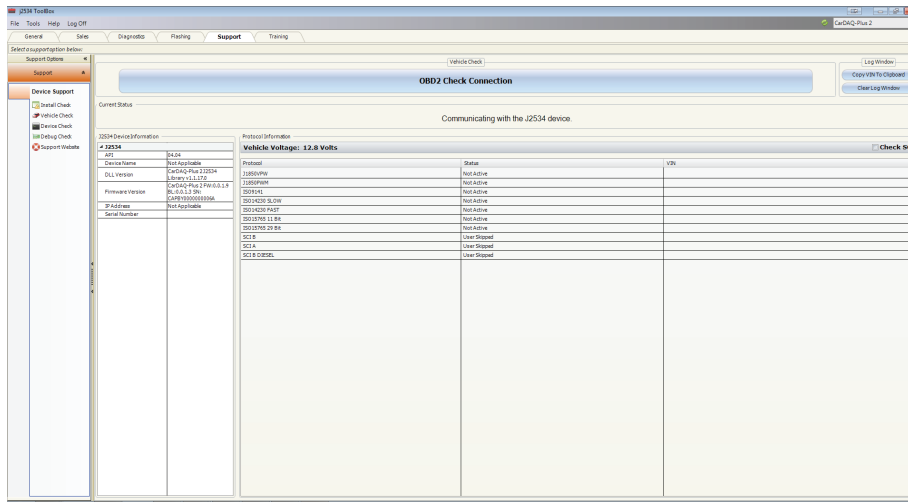 j2534 ToolBox
File Tools Help Log Off
CarDAQ-Plus 2
General Sales Diagnostics Flashing Support Training
Select a support option below:
Support Options «
Support
Device Support
Install Check
Vehicle Check
Device Check
Debug Check
Support Website
Vehicle Check
OBD2 Check Connection
Log Window
Copy VIN To Clipboard
Clear Log Window
Current Status
Communicating with the J2534 device.
J2534 Device Information
J2534
API 04.04
Device Name Not Applicable
DLL Version CarDAQ-Plus 2 J2534
Library v1.1.17.0
Firmware Version CarDAQ-Plus 2 FW:0.0.1.9
BL:0.0.1.3 SN:
CAPBY0000000006A
IP Address Not Applicable
Serial Number
Protocol Information
Vehicle Voltage: 12.8 Volts
Check
Protocol Status VIN
J1850VPW Not Active
J1850PWM Not Active
ISO9141 Not Active
ISO14230 SLOW Not Active
ISO14230 FAST Not Active
ISO15765 11 Bit Not Active
ISO15765 29 Bit Not Active
SCI B User Skipped
SCI A User Skipped
SCI B DIESEL User Skipped